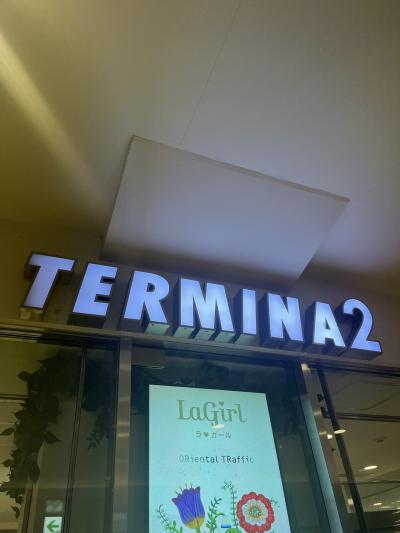 TERMINA2
LaGirl
ラ♥ガール
ORiental TRaffic